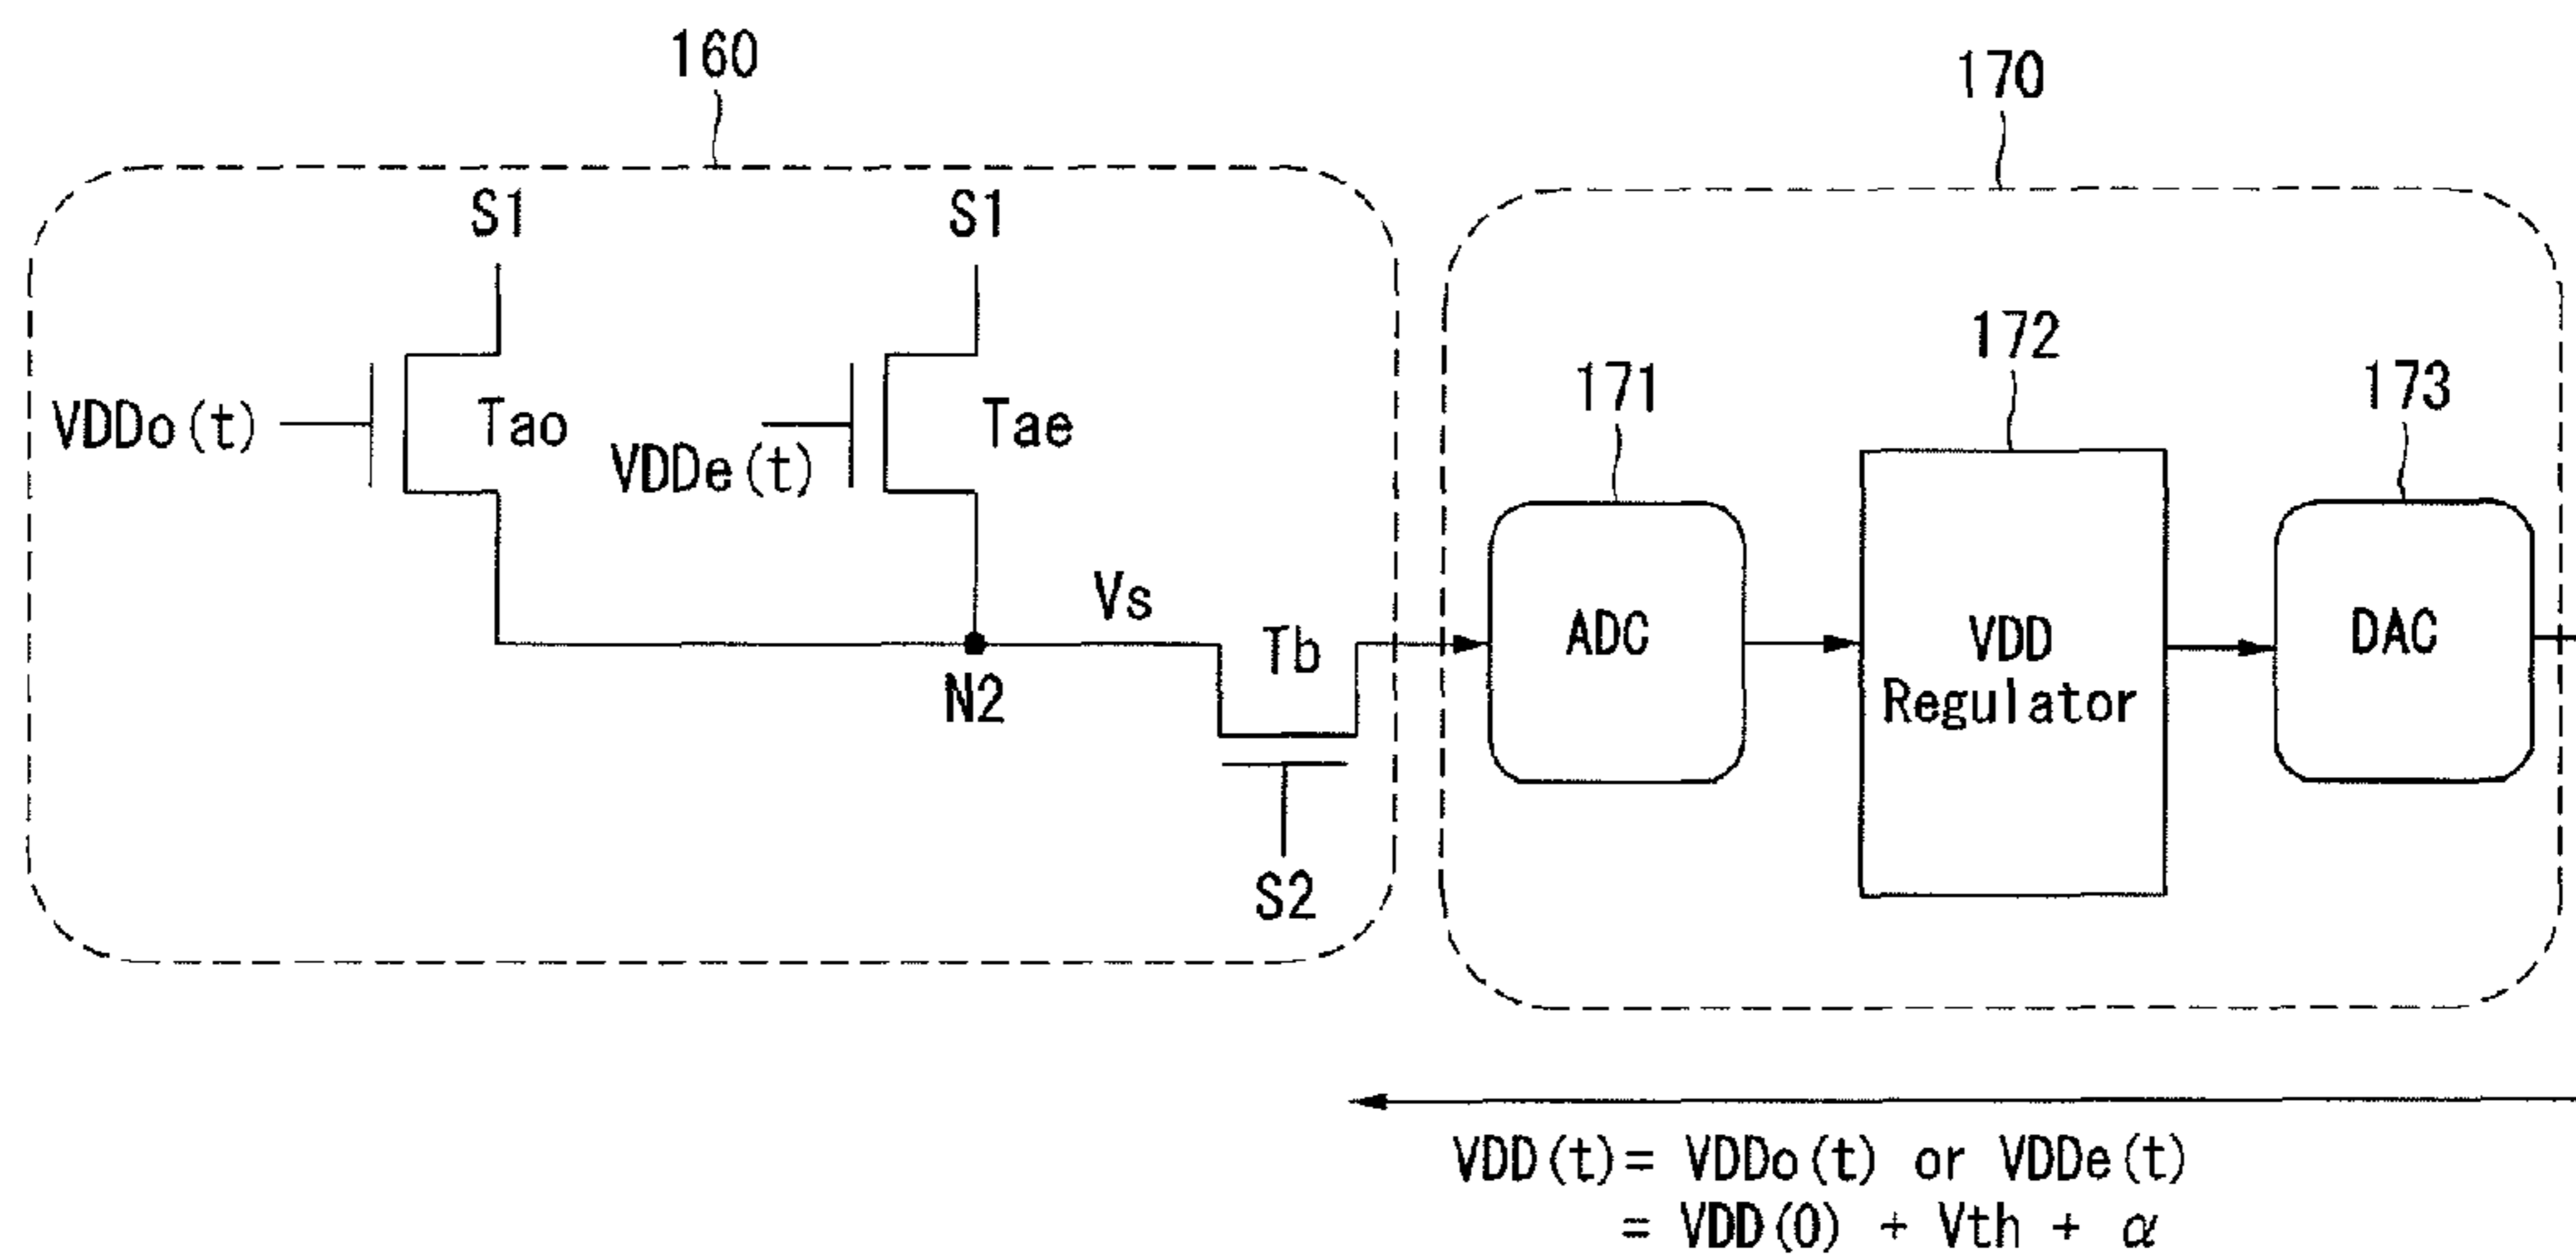 160
170
S1
S1
172
171
173
VDDo(t)
Tao
VDDe(t)
Tae
Vs
Tb
N2
S2
ADC
VDD
Regulator
DAC
VDD(t)= VDDo(t) or VDDe(t)
= VDD(0) + Vth + α